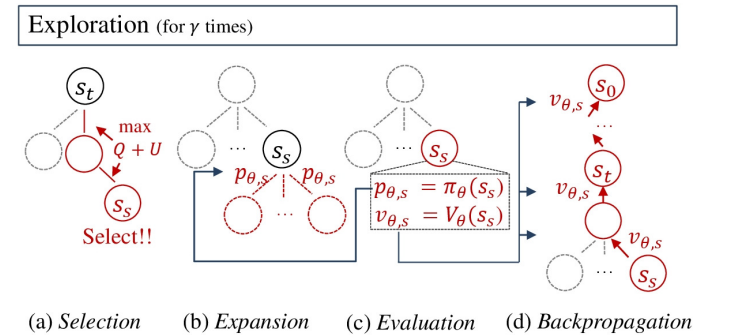 Exploration (for γ times)
s_t
max
Q + U
s_s
Select!!
...
s_s
p_θ,s
p_θ,s
...
...
s_s
p_θ,s = π_θ(s_s)
v_θ,s = V_θ(s_s)
s_0
v_θ,s
...
s_t
v_θ,s
v_θ,s
...
s_s
(a) Selection
(b) Expansion
(c) Evaluation
(d) Backpropagation